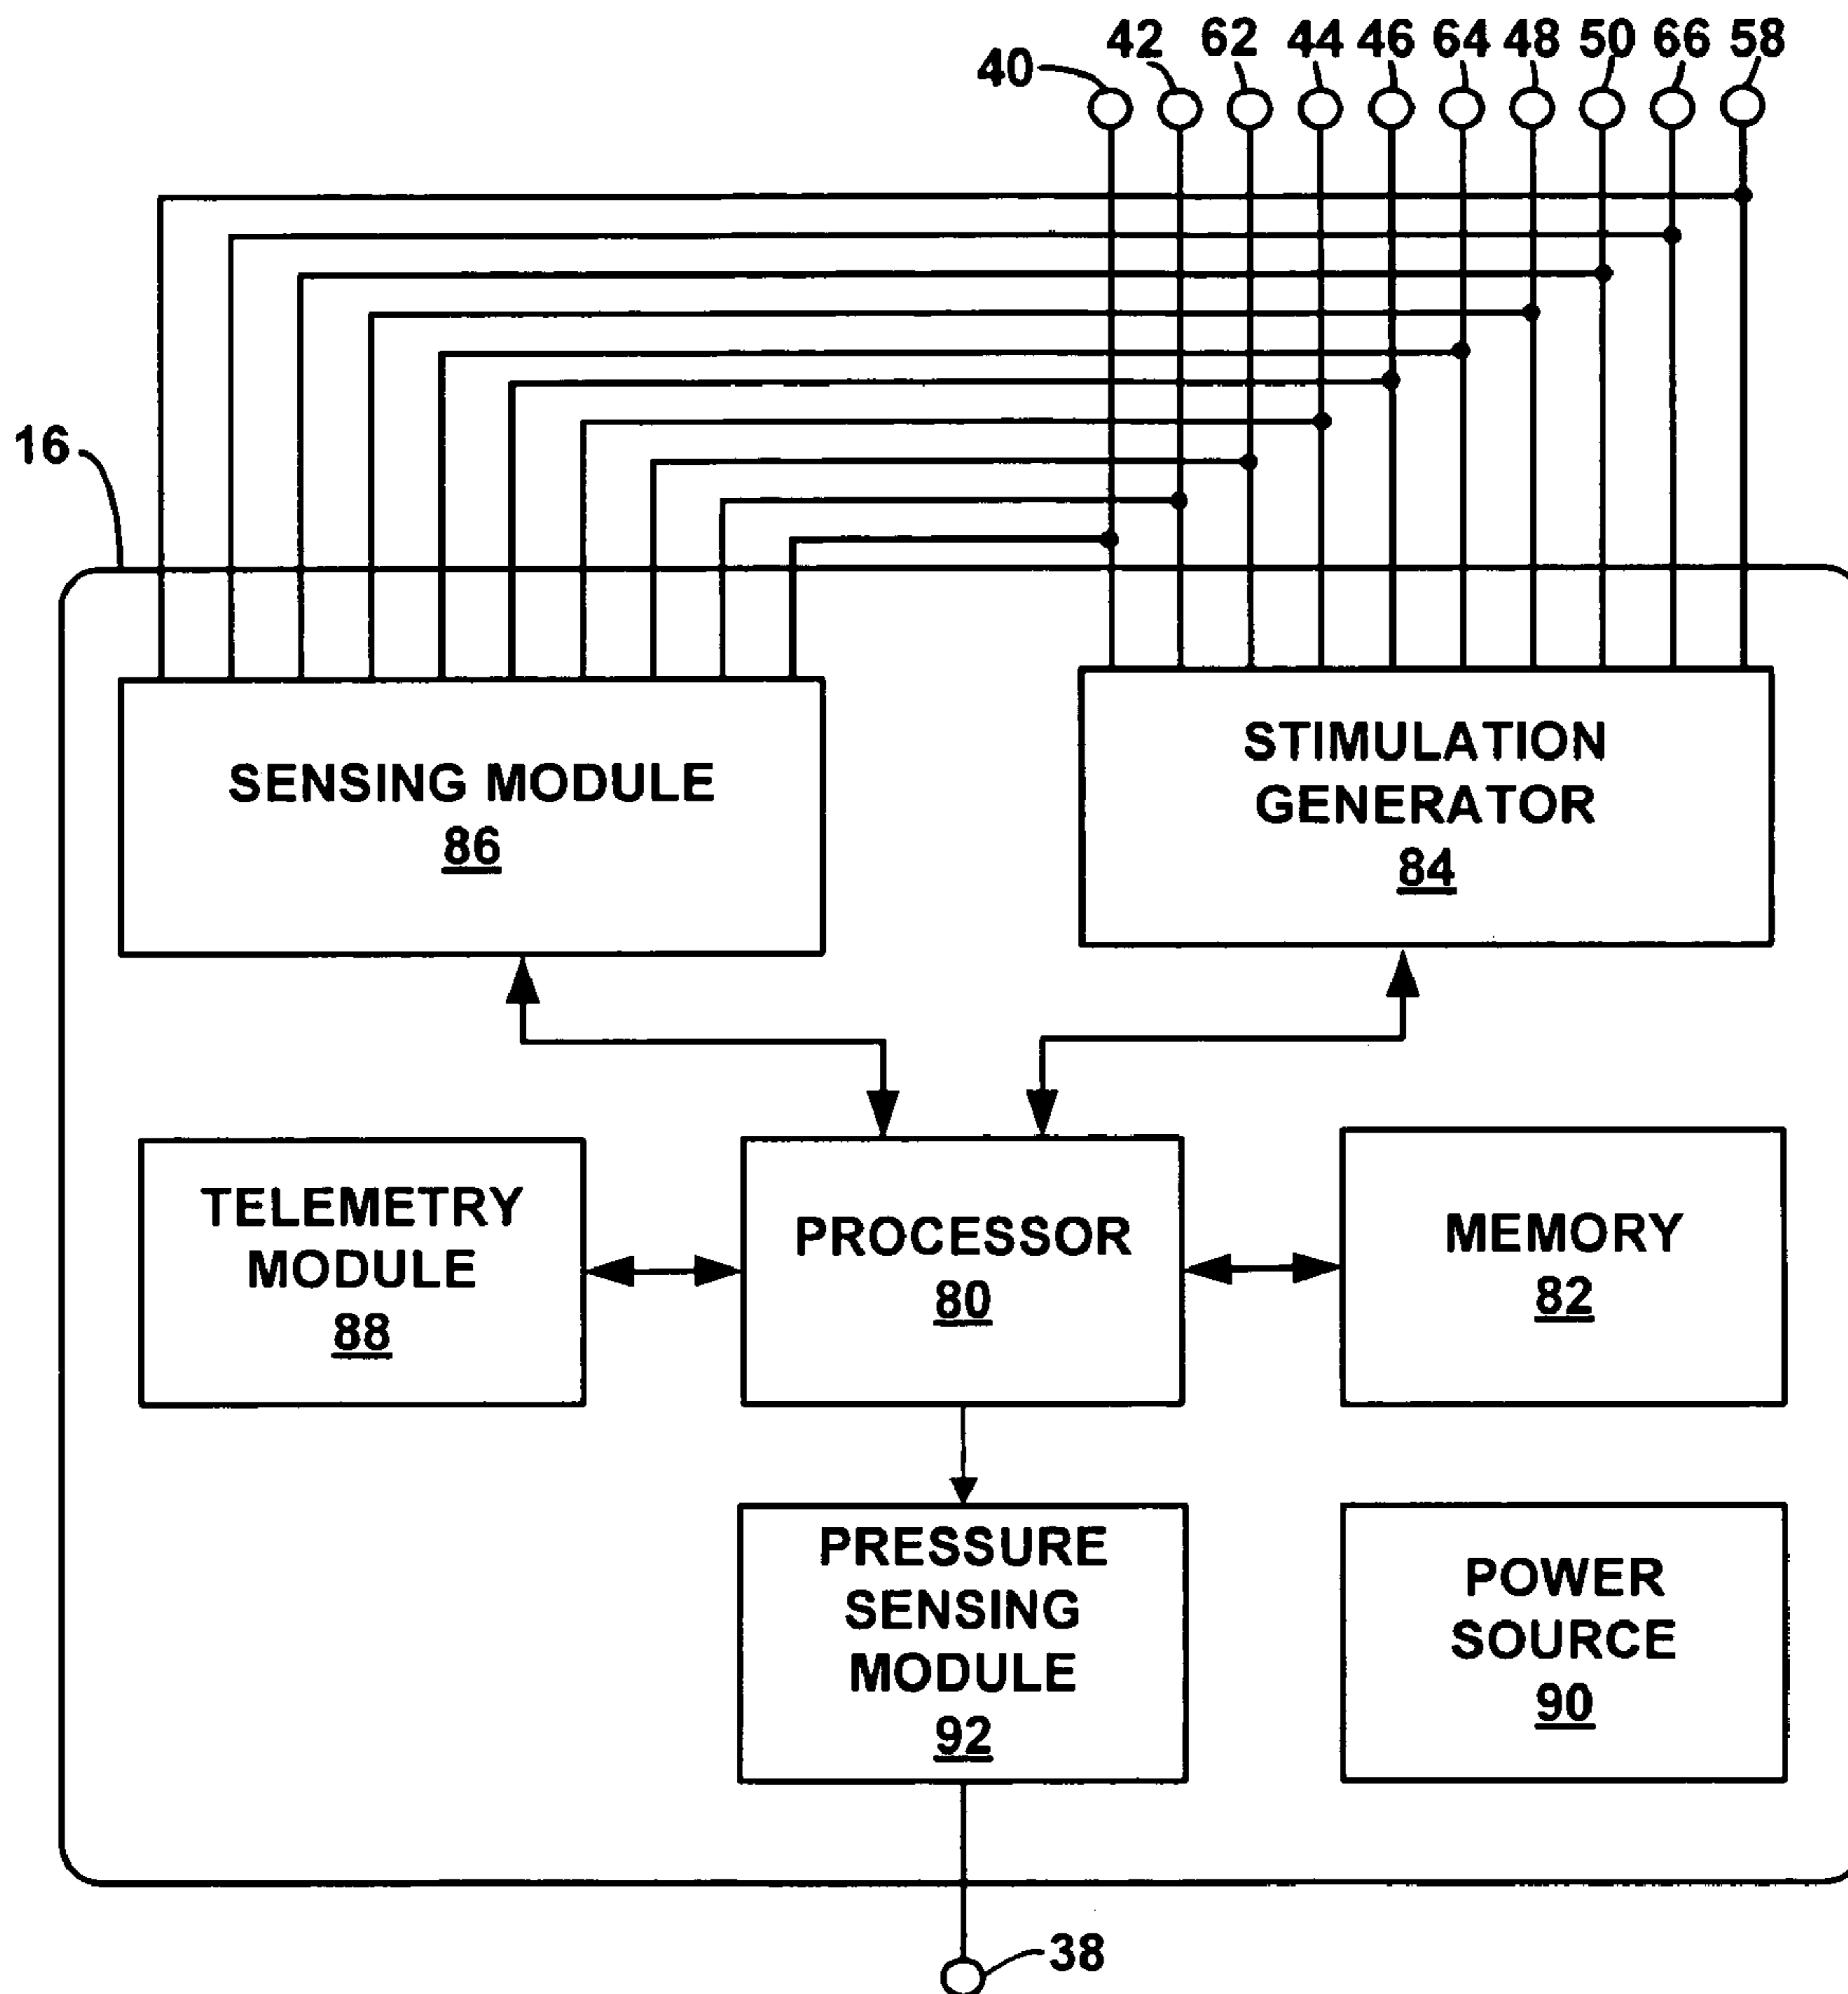 40 42 62 44 46 64 48 50 66 58
16
SENSING MODULE
86
STIMULATION
GENERATOR
84
TELEMETRY
MODULE
88
PROCESSOR
80
MEMORY
82
PRESSURE
SENSING
MODULE
92
POWER
SOURCE
90
38